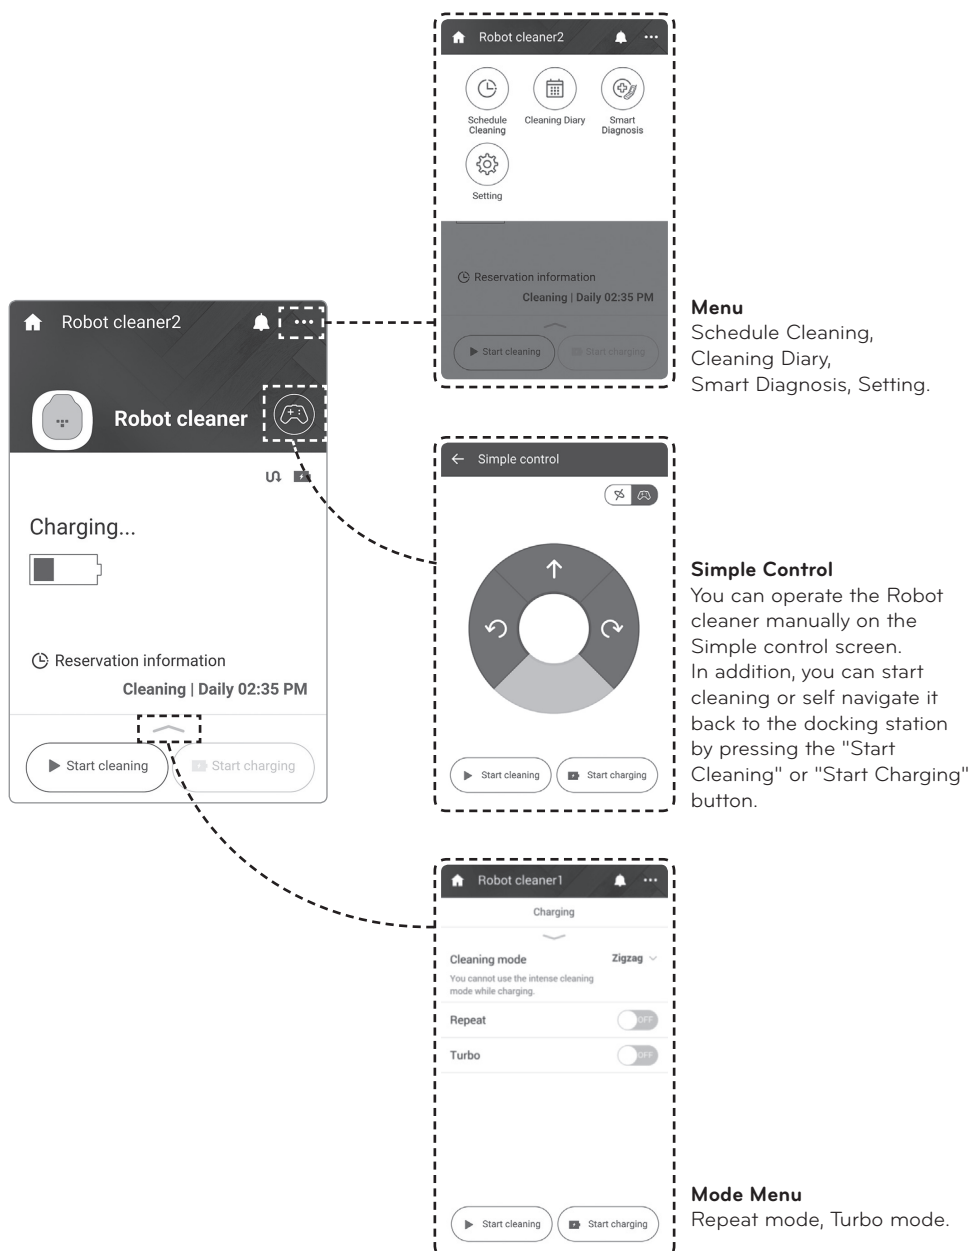 Robot cleaner2
Schedule
Cleaning
Cleaning Diary
Smart
Diagnosis
Setting
Reservation information
Cleaning | Daily 02:35 PM
Start cleaning
Start charging
Menu
Schedule Cleaning,
Cleaning Diary,
Smart Diagnosis, Setting.
Robot cleaner2
Robot cleaner
Charging...
Reservation information
Cleaning | Daily 02:35 PM
Start cleaning
Start charging
Simple control
Start cleaning
Start charging
Simple Control
You can operate the Robot
cleaner manually on the
Simple control screen.
In addition, you can start
cleaning or self navigate it
back to the docking station
by pressing the "Start
Cleaning" or "Start Charging"
button.
Robot cleaner1
Charging
Cleaning mode
Zigzag
You cannot use the intense cleaning
mode while charging.
Repeat
OFF
Turbo
OFF
Start cleaning
Start charging
Mode Menu
Repeat mode, Turbo mode.